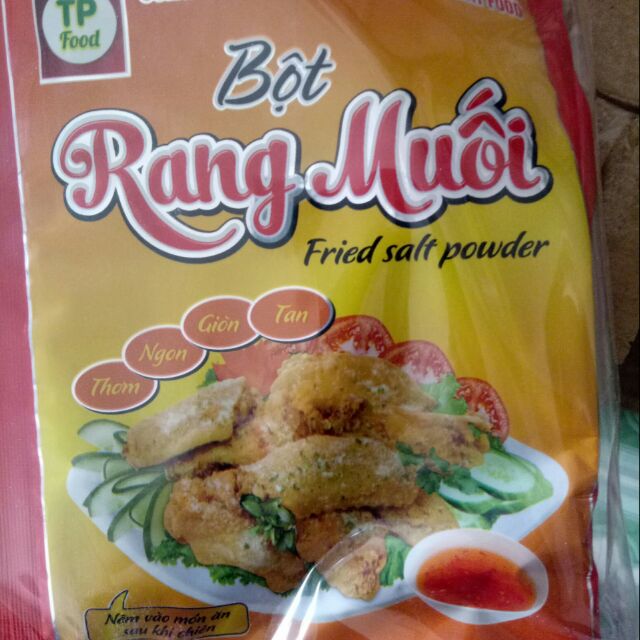 TP
Food
FOOD
Bột
Rang Muối
Fried salt powder
Thơm Ngon Giòn Tan
Nêm vào món ăn
sau khi chiên